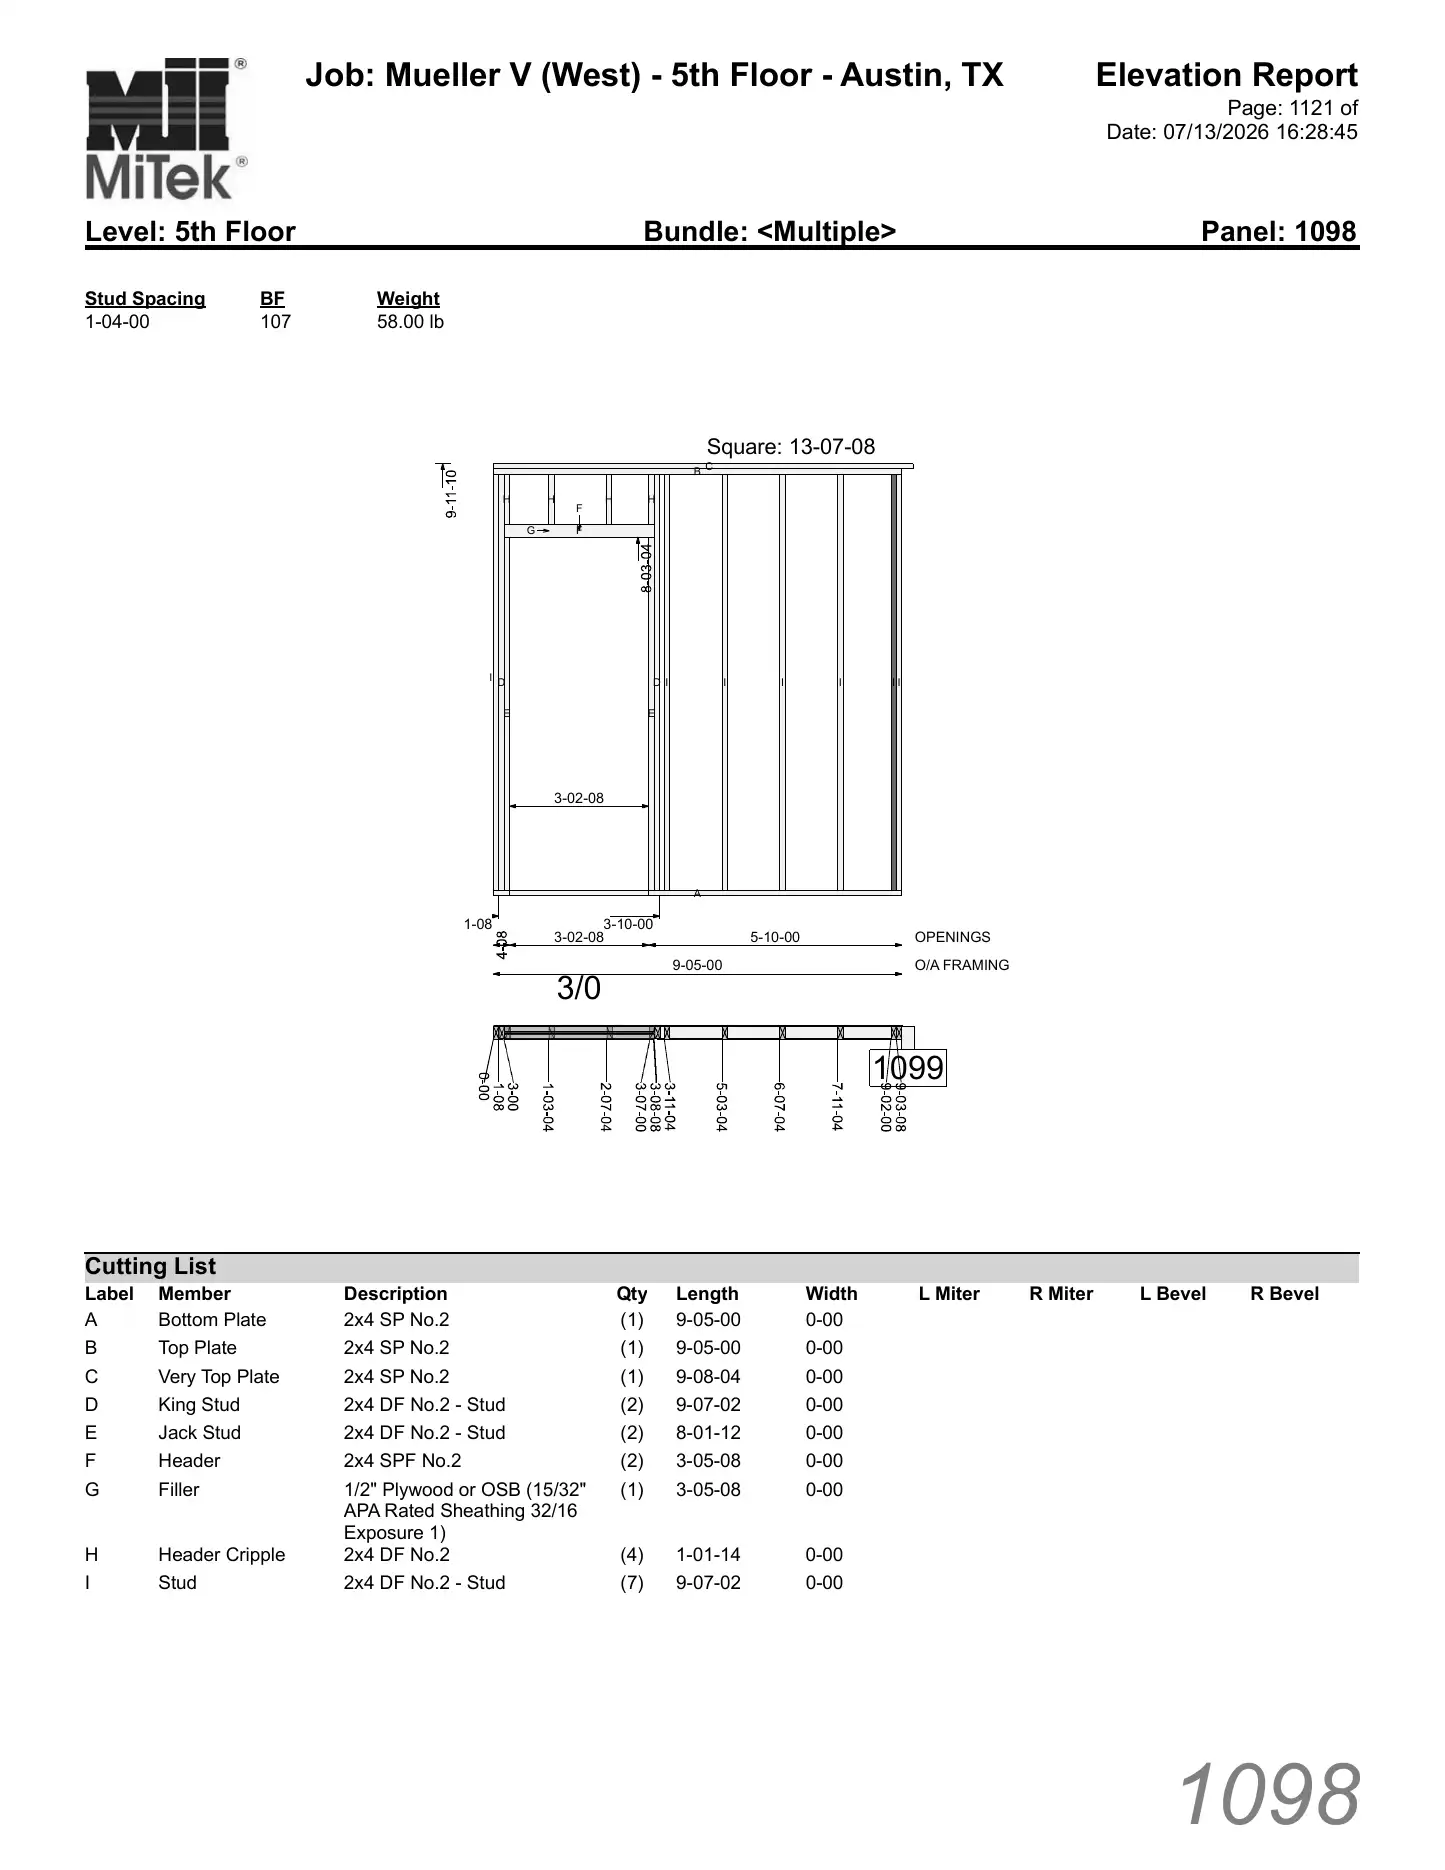 Job: Mueller V (West) - 5th Floor - Austin, TX
Elevation Report
Page: 1121 of
Date: 07/13/2026 16:28:45
MiTek®
Level: 5th Floor Bundle: <Multiple> Panel: 1098
Stud Spacing BF Weight
1-04-00 107 58.00 lb
Square: 13-07-08
9-11-10
B C
H H H H
F
G F
8-03-04
I D D I I I I I I
E E
3-02-08
A
1-08 3-10-00
4-08 3-02-08 5-10-00 OPENINGS
9-05-00 O/A FRAMING
3/0
1099
0-00 1-08 3-00 1-03-04 2-07-04 3-07-00 3-08-08 3-11-04 5-03-04 6-07-04 7-11-04 9-02-00 9-03-08
Cutting List
Label Member Description Qty Length Width L Miter R Miter L Bevel R Bevel
A Bottom Plate 2x4 SP No.2 (1) 9-05-00 0-00
B Top Plate 2x4 SP No.2 (1) 9-05-00 0-00
C Very Top Plate 2x4 SP No.2 (1) 9-08-04 0-00
D King Stud 2x4 DF No.2 - Stud (2) 9-07-02 0-00
E Jack Stud 2x4 DF No.2 - Stud (2) 8-01-12 0-00
F Header 2x4 SPF No.2 (2) 3-05-08 0-00
G Filler 1/2" Plywood or OSB (15/32" (1) 3-05-08 0-00
APA Rated Sheathing 32/16
Exposure 1)
H Header Cripple 2x4 DF No.2 (4) 1-01-14 0-00
I Stud 2x4 DF No.2 - Stud (7) 9-07-02 0-00
1098